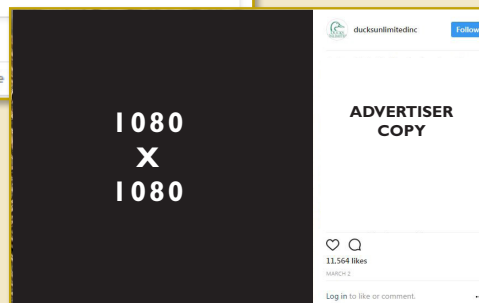 e
ducksunlimitedinc
Follow
1080
X
1080
ADVERTISER
COPY
11,564 likes
MARCH 2
Log in to like or comment.